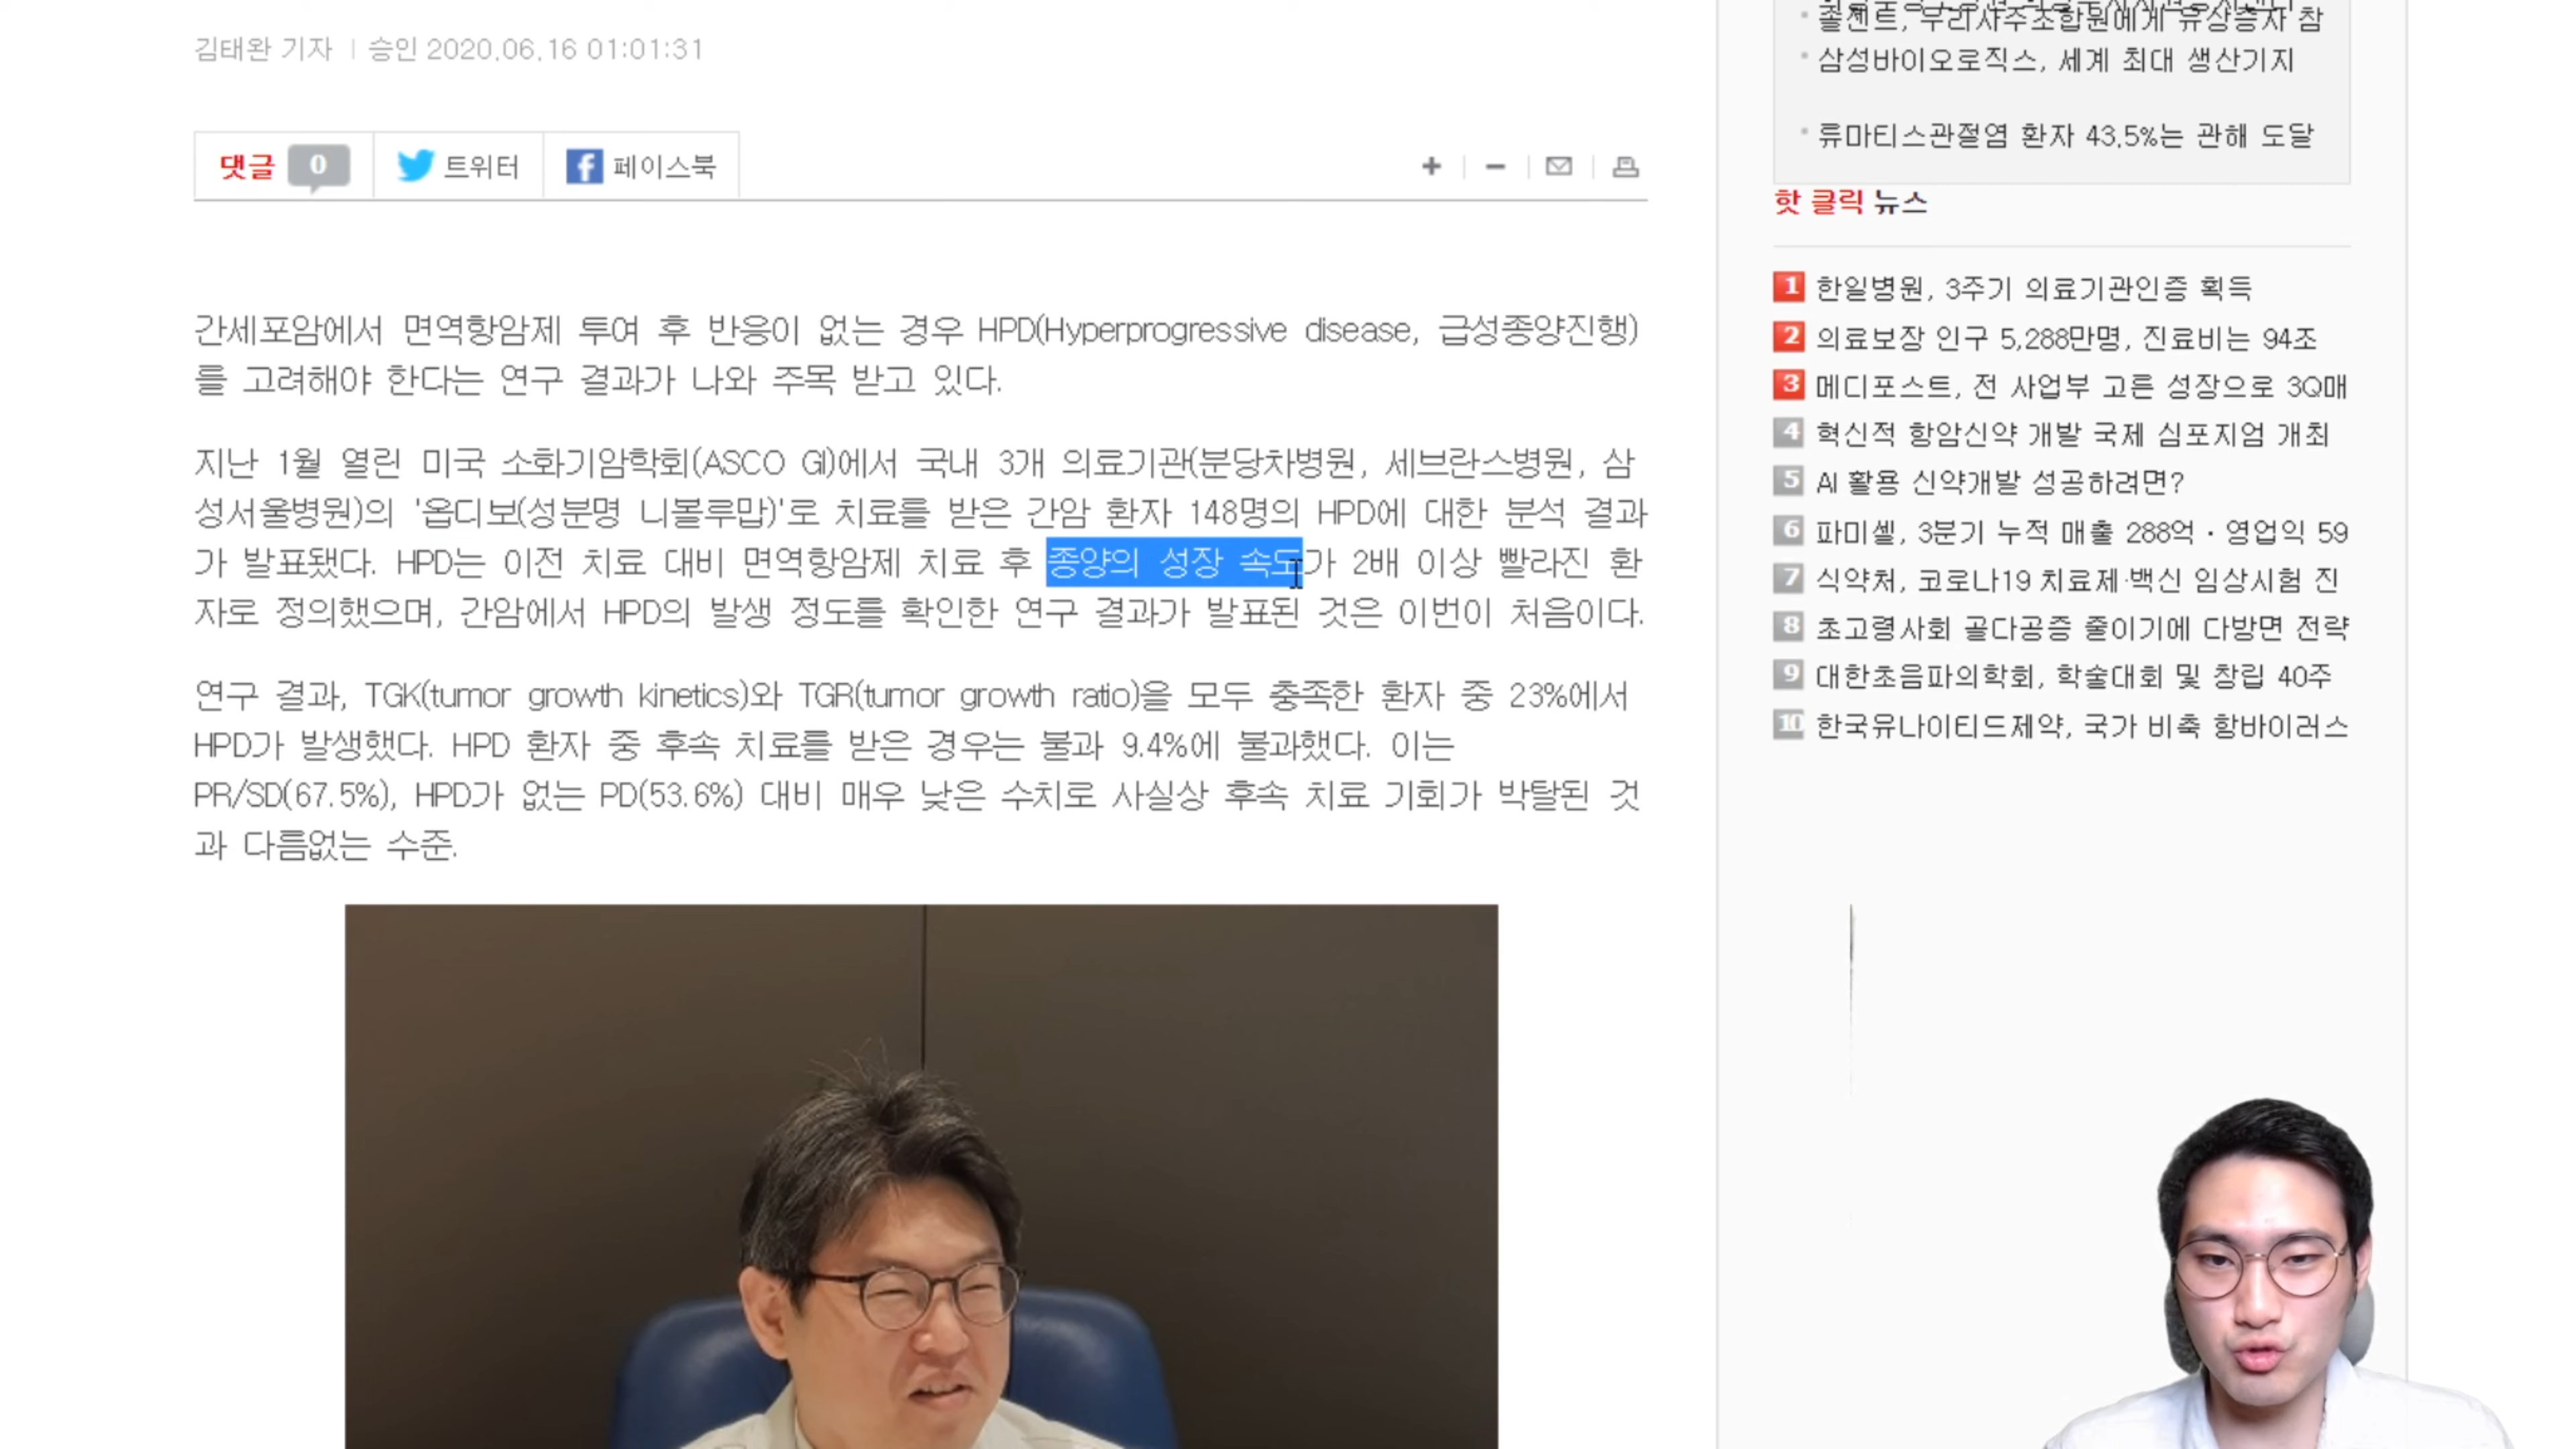 김태완 기자 | 승인 2020.06.16 01:01:31
댓글 0 트위터 페이스북
간세포암에서 면역항암제 투여 후 반응이 없는 경우 HPD(Hyperprogressive disease, 급성종양진행)
를 고려해야 한다는 연구 결과가 나와 주목 받고 있다.
지난 1월 열린 미국 소화기암학회(ASCO GI)에서 국내 3개 의료기관(분당차병원, 세브란스병원, 삼
성서울병원)의 '옵디보(성분명 니볼루맙)'로 치료를 받은 간암 환자 148명의 HPD에 대한 분석 결과
가 발표됐다. HPD는 이전 치료 대비 면역항암제 치료 후 종양의 성장 속도가 2배 이상 빨라진 환
자로 정의했으며, 간암에서 HPD의 발생 정도를 확인한 연구 결과가 발표된 것은 이번이 처음이다.
연구 결과, TGK(tumor growth kinetics)와 TGR(tumor growth ratio)을 모두 충족한 환자 중 23%에서
HPD가 발생했다. HPD 환자 중 후속 치료를 받은 경우는 불과 9.4%에 불과했다. 이는
PR/SD(67.5%), HPD가 없는 PD(53.6%) 대비 매우 낮은 수치로 사실상 후속 치료 기회가 박탈된 것
과 다름없는 수준.
솔젠트, 우리사주조합원에게 유상증자 참
삼성바이오로직스, 세계 최대 생산기지
류마티스관절염 환자 43.5%는 관해 도달
핫 클릭 뉴스
1 한일병원, 3주기 의료기관인증 획득
2 의료보장 인구 5,288만명, 진료비는 94조
3 메디포스트, 전 사업부 고른 성장으로 3Q매
4 혁신적 항암신약 개발 국제 심포지엄 개최
5 AI 활용 신약개발 성공하려면?
6 파미셀, 3분기 누적 매출 288억·영업익 59
7 식약처, 코로나19 치료제·백신 임상시험 진
8 초고령사회 골다공증 줄이기에 다방면 전략
9 대한초음파의학회, 학술대회 및 창립 40주
10 한국유나이티드제약, 국가 비축 항바이러스